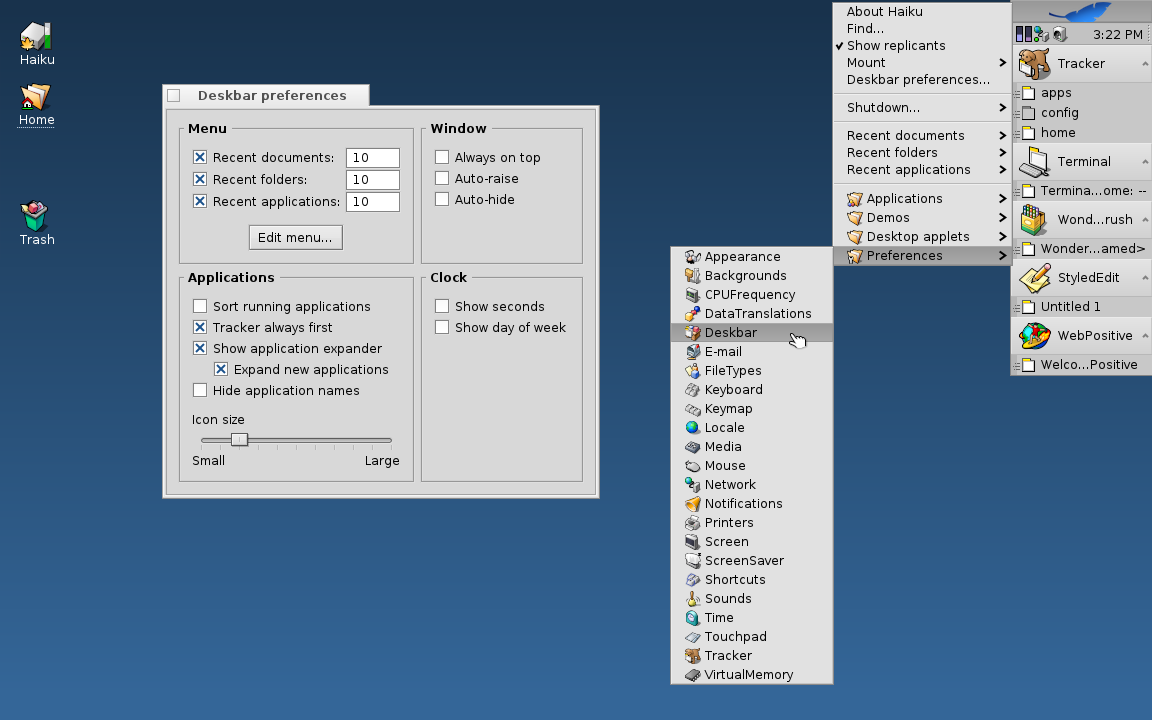 Haiku
Home
Trash
Deskbar preferences
Menu
Recent documents: 10
Recent folders: 10
Recent applications: 10
Edit menu...
Window
Always on top
Auto-raise
Auto-hide
Applications
Sort running applications
Tracker always first
Show application expander
Expand new applications
Hide application names
Icon size
Small Large
Clock
Show seconds
Show day of week
About Haiku
Find...
Show replicants
Mount
Deskbar preferences...
Shutdown...
Recent documents
Recent folders
Recent applications
Applications
Demos
Desktop applets
Preferences
Appearance
Backgrounds
CPUFrequency
DataTranslations
Deskbar
E-mail
FileTypes
Keyboard
Keymap
Locale
Media
Mouse
Network
Notifications
Printers
Screen
ScreenSaver
Shortcuts
Sounds
Time
Touchpad
Tracker
VirtualMemory
3:22 PM
Tracker
apps
config
home
Terminal
Termina...ome: --
Wond...rush
Wonder...amed>
StyledEdit
Untitled 1
WebPositive
Welco...Positive